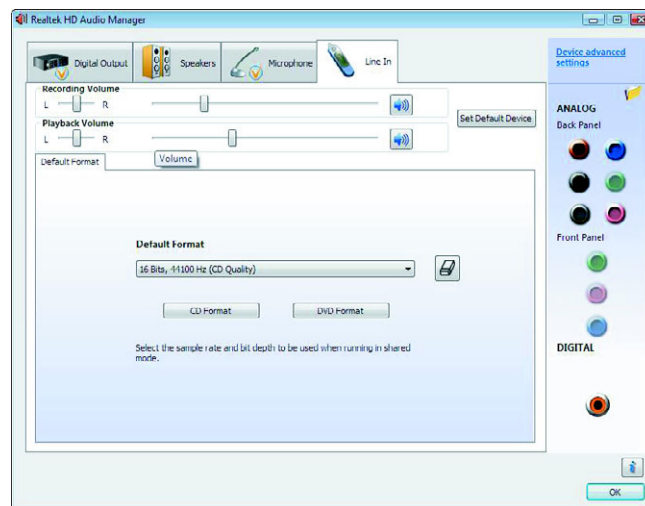 Realtek HD Audio Manager
Digital Output
Speakers
Microphone
Line In
Device advanced
settings
Recording Volume
L R
Set Default Device
Playback Volume
L R
Volume
Default Format
Default Format
16 Bits, 44100 Hz (CD Quality)
CD Format
DVD Format
Select the sample rate and bit depth to be used when running in shared
mode.
ANALOG
Back Panel
Front Panel
DIGITAL
OK